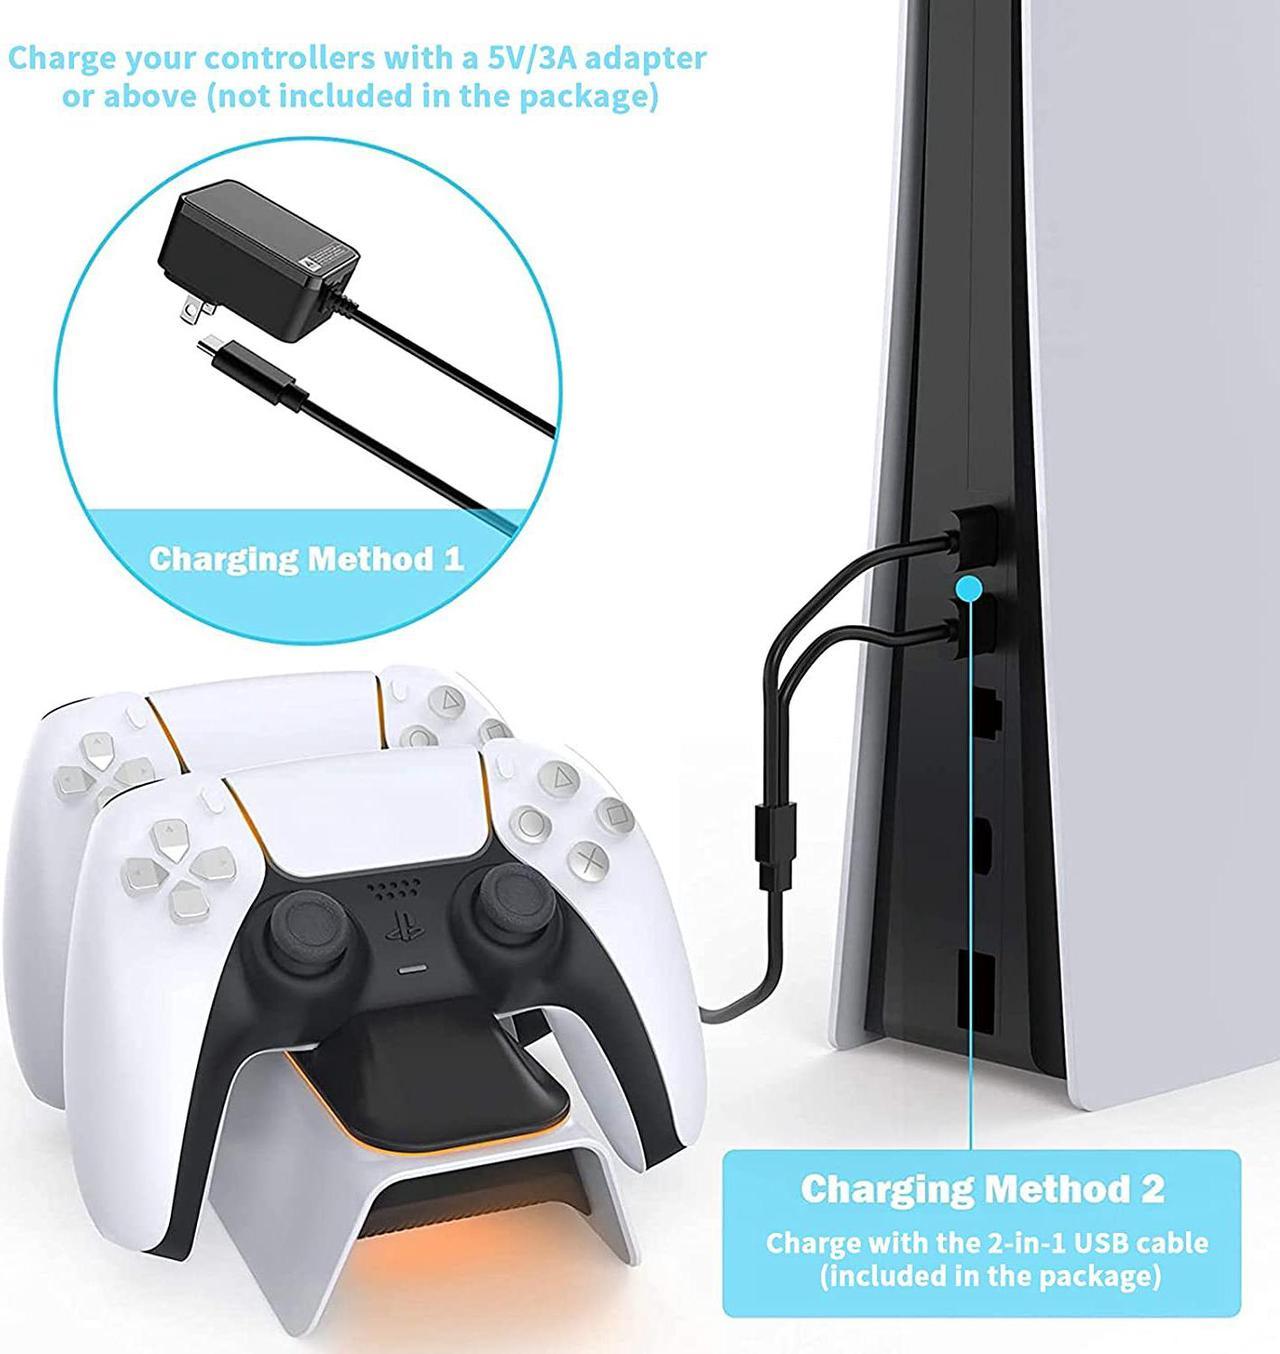 Charge your controllers with a 5V/3A adapter
or above (not included in the package)
Charging Method 1
Charging Method 2
Charge with the 2-in-1 USB cable
(included in the package)